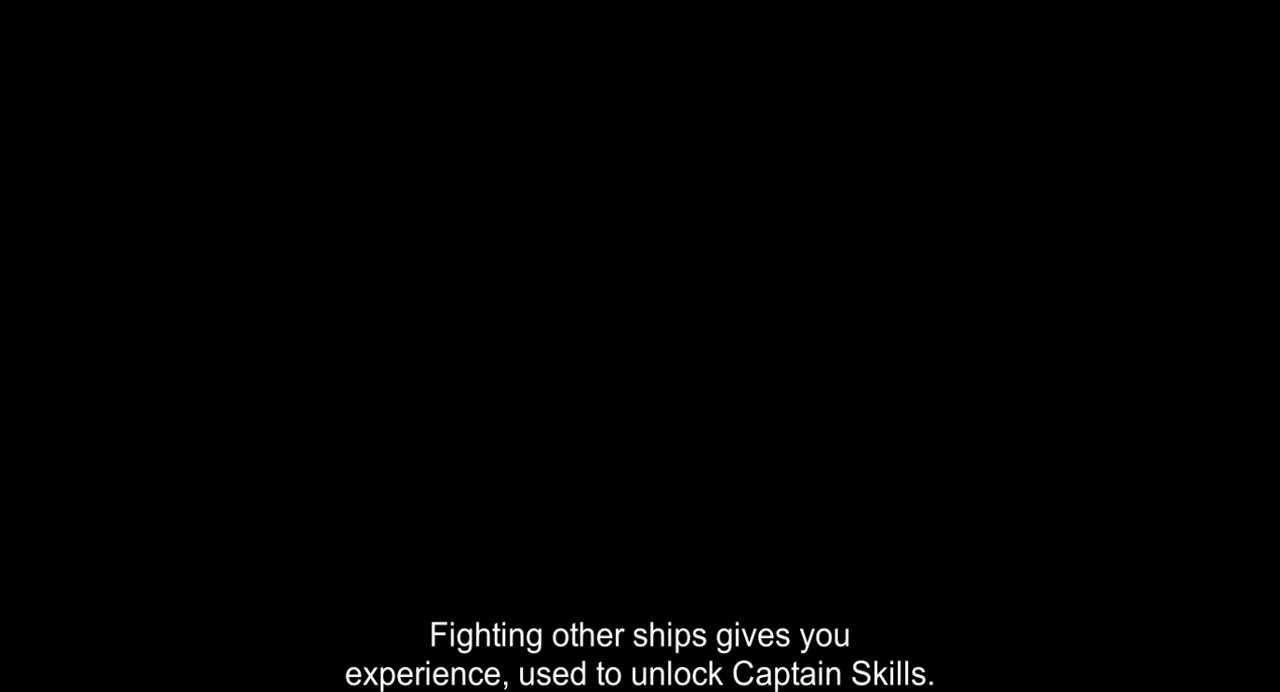 Fighting other ships gives you
experience, used to unlock Captain Skills.